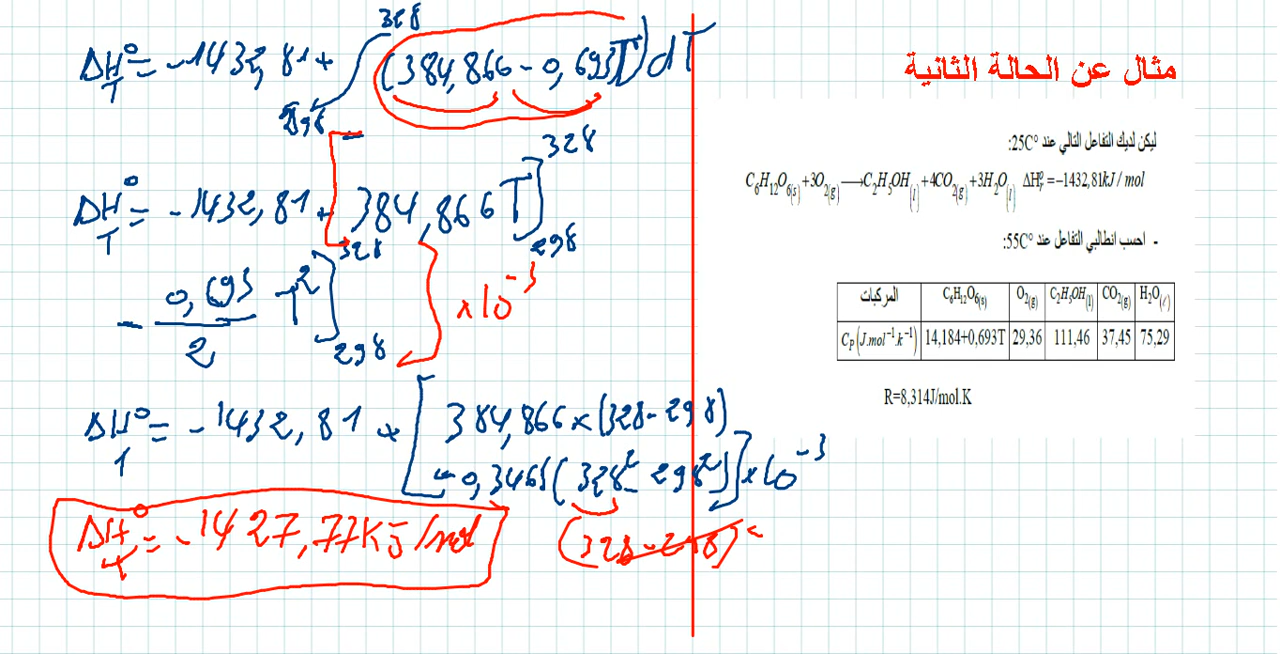 ΔH°T = -1432,81 + ∫ 298 328 (384,866 - 0,693T) dT
ΔH°T = -1432,81 + [384,866 T] 298 328
- 0,693/2 T²] 298 328 } x10⁻³
ΔH°T = -1432,81 + [384,866 x (328 - 298)
- 0,3465 (328² - 298²)] x10⁻³
ΔH°T = -1427,77 KJ/mol
(328 - 298)²
مثال عن الحالة الثانية
ليكن لديك التفاعل التالي عند 25C°:
C₆H₁₂O₆(s) +3O₂(g) ⟶ C₂H₅OH(l) +4CO₂(g) +3H₂O(l) ΔH°r = -1432,81kJ / mol
- احسب انطالبي التفاعل عند 55C°:
المركبات C₆H₁₂O₆(s) O₂(g) C₂H₅OH(l) CO₂(g) H₂O(ℓ)
CP (J.mol⁻¹.k⁻¹) 14,184+0,693T 29,36 111,46 37,45 75,29
R=8,314J/mol.K